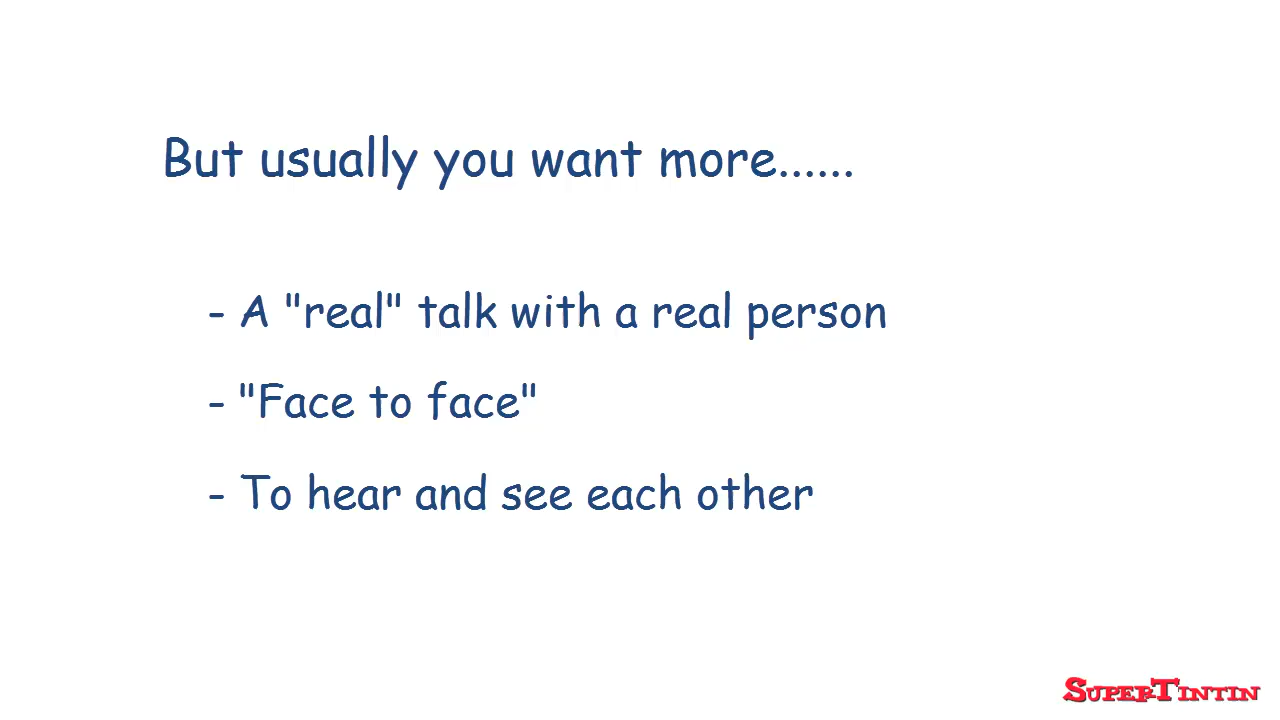 But usually you want more......
- A "real" talk with a real person
- "Face to face"
- To hear and see each other
SUPERTINTIN